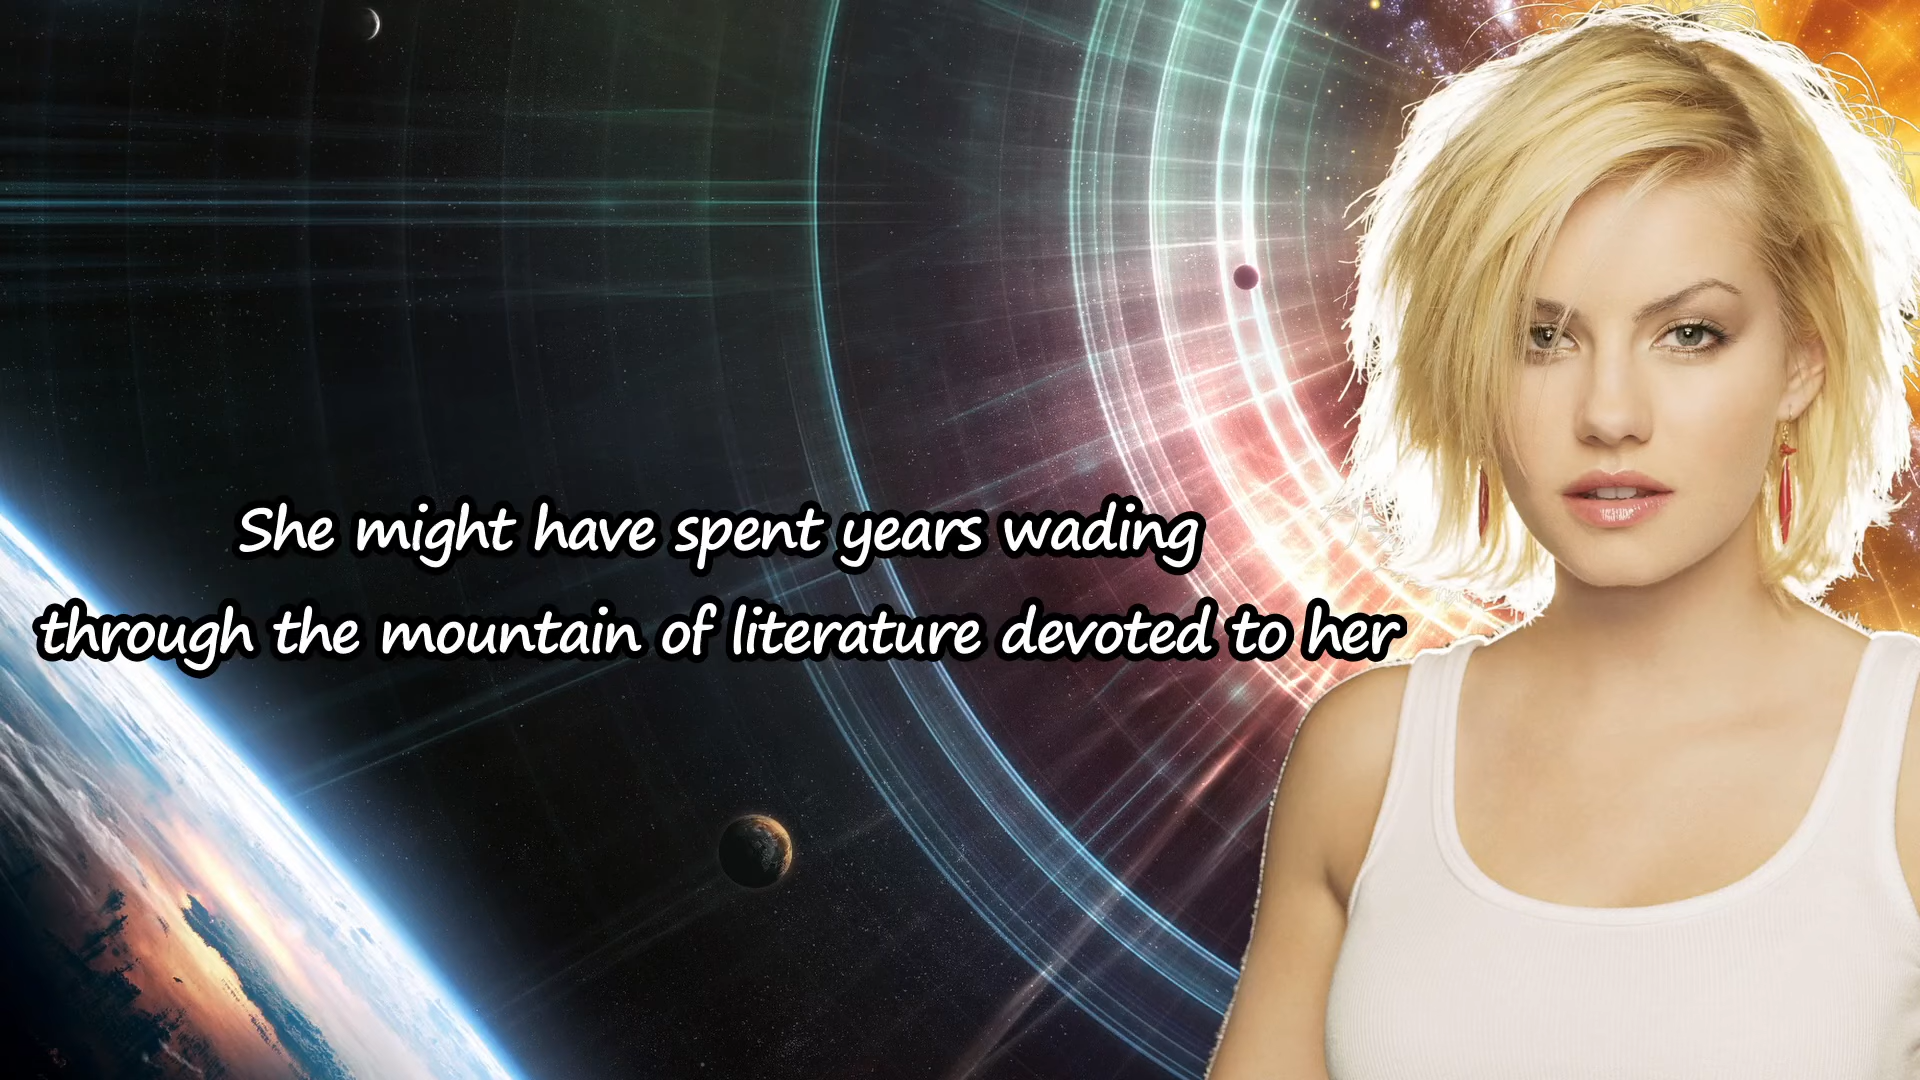 She might have spent years wading
through the mountain of literature devoted to her